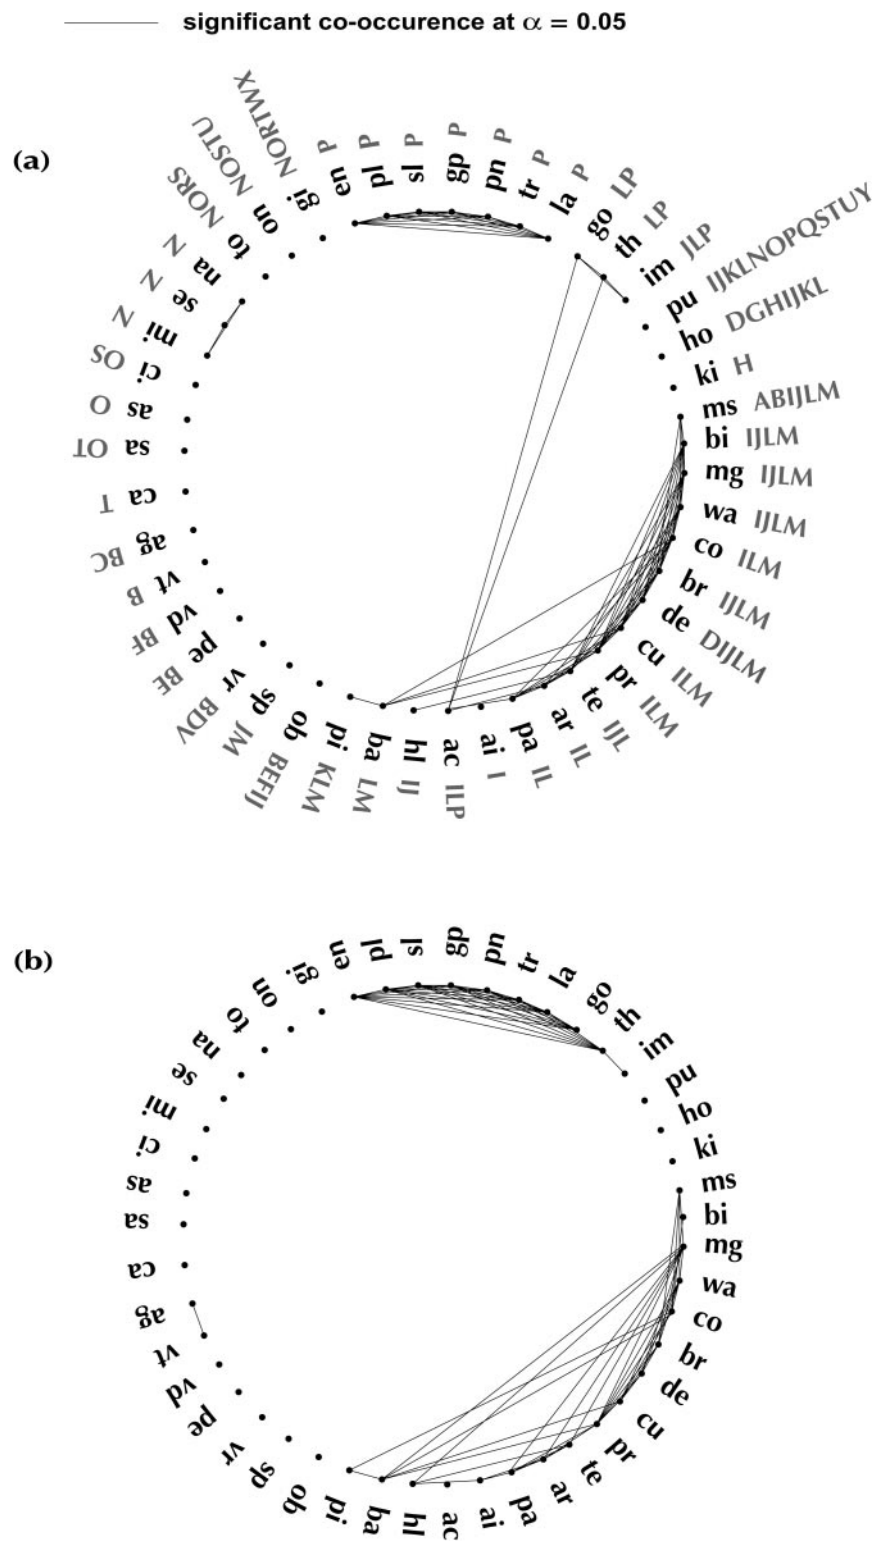 significant co-occurence at α = 0.05
(a)
en P
pl P
sl P
gp P
pn P
tr P
la P
go LP
th LP
im JLP
pu IJKLNOPQSTUY
ho DGHIJKL
ki H
ms ABIJLM
bi IJLM
mg IJLM
wa IJLM
co ILM
br IJLM
de DIJLM
cu ILM
pr ILM
te IJL
ar IL
pa IL
ai I
ac ILP
hl IJ
ba LM
pi KLM
ob BEFIJ
sp JM
vr BDV
pe BE
vd BF
vt B
ag BC
ca T
sa OT
as O
ci OS
mi N
se N
na N
to NORS
on NOSTU
gi NORTWX
(b)
en
pl
sl
gp
pn
tr
la
go
th
im
pu
ho
ki
ms
bi
mg
wa
co
br
de
cu
pr
te
ar
pa
ai
ac
hl
ba
pi
ob
sp
vr
pe
vd
vt
ag
ca
sa
as
ci
mi
se
na
to
on
gi